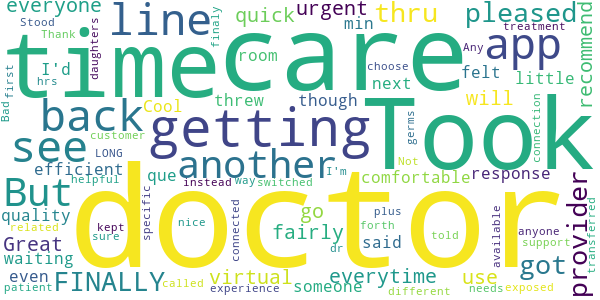 everyone
line
thru
urgent
pleased
quick
min
app
recommend
Stood
Thank
finaly
time
care
Any
treatment
I'd
daughters
room
choose
next
felt
little
hrs
first
Bad
back
Cool
threw
though
will
Took
see
getting
another
customer
LONG
germs
connection
efficient
I'm
Not
response
que
comfortable
helpful
instead
way
switched
But
doctor
provider
quality
specific
nice
go
plus
available
anyone
related
kept
sure
connected
fairly
said
forth
told
support
Great
dr
got
transferred
waiting
even
FINALLY
virtual
everytime
use
patient
called
experience
someone
different
needs
exposed